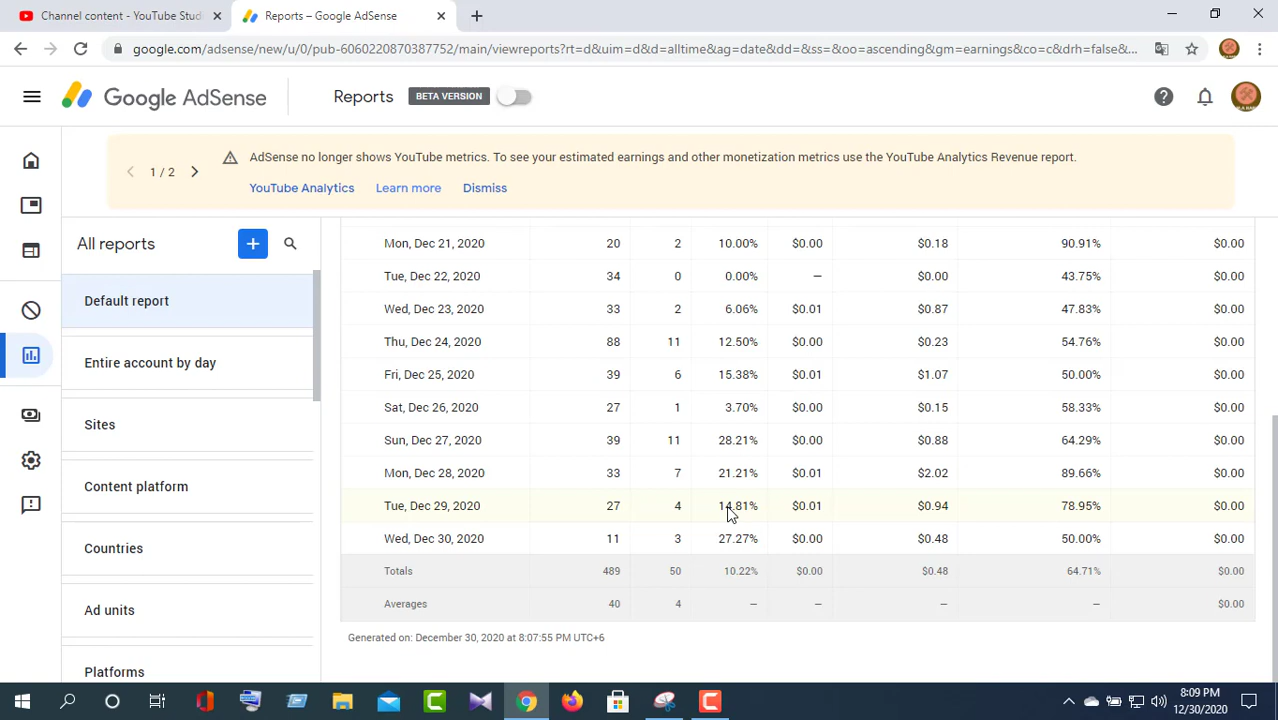 Channel content - YouTube Studi
Reports – Google AdSense
google.com/adsense/new/u/0/pub-6060220870387752/main/viewreports?rt=d&uim=d&d=alltime&ag=date&dd=&ss=&oo=ascending&gm=earnings&co=c&drh=false&...
Google AdSense
Reports
BETA VERSION
1 / 2
AdSense no longer shows YouTube metrics. To see your estimated earnings and other monetization metrics use the YouTube Analytics Revenue report.
YouTube Analytics Learn more Dismiss
All reports
Default report
Entire account by day
Sites
Content platform
Countries
Ad units
Platforms
Mon, Dec 21, 2020 20 2 10.00% $0.00 $0.18 90.91% $0.00
Tue, Dec 22, 2020 34 0 0.00% — $0.00 43.75% $0.00
Wed, Dec 23, 2020 33 2 6.06% $0.01 $0.87 47.83% $0.00
Thu, Dec 24, 2020 88 11 12.50% $0.00 $0.23 54.76% $0.00
Fri, Dec 25, 2020 39 6 15.38% $0.01 $1.07 50.00% $0.00
Sat, Dec 26, 2020 27 1 3.70% $0.00 $0.15 58.33% $0.00
Sun, Dec 27, 2020 39 11 28.21% $0.00 $0.88 64.29% $0.00
Mon, Dec 28, 2020 33 7 21.21% $0.01 $2.02 89.66% $0.00
Tue, Dec 29, 2020 27 4 14.81% $0.01 $0.94 78.95% $0.00
Wed, Dec 30, 2020 11 3 27.27% $0.00 $0.48 50.00% $0.00
Totals 489 50 10.22% $0.00 $0.48 64.71% $0.00
Averages 40 4 — — — — $0.00
Generated on: December 30, 2020 at 8:07:55 PM UTC+6
8:09 PM
12/30/2020